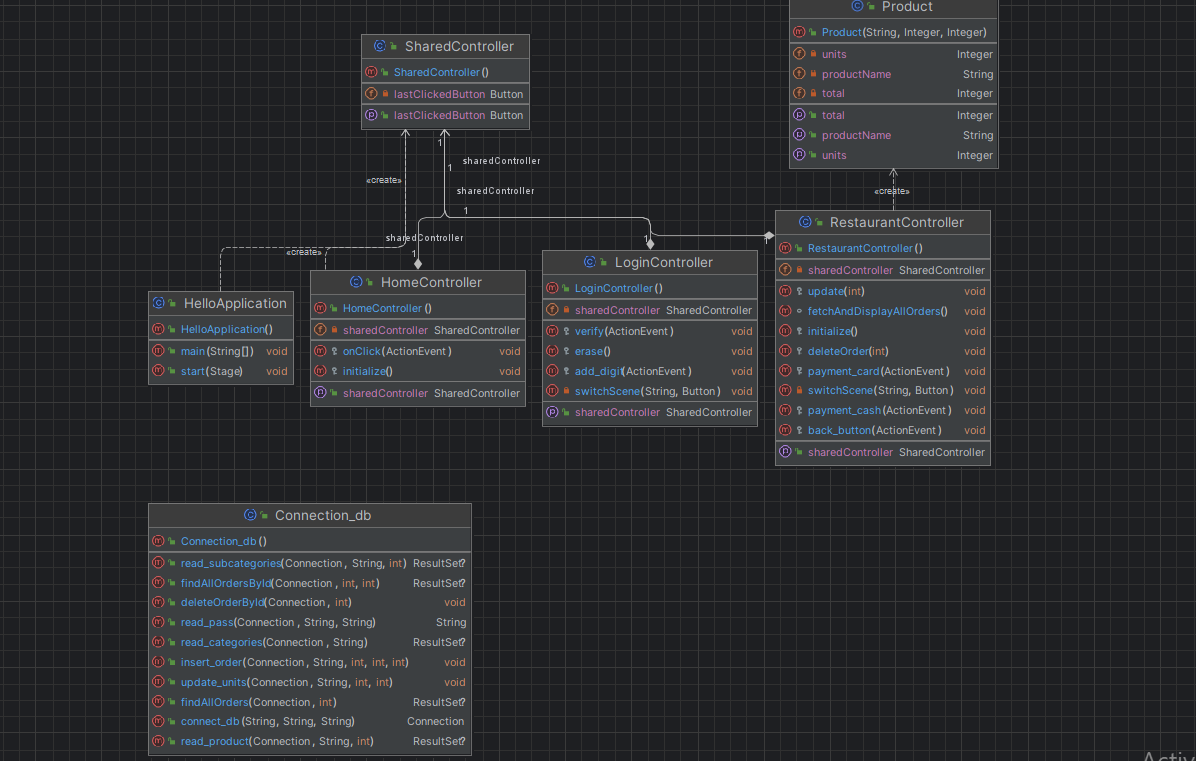 Product
Product(String, Integer, Integer)
units Integer
productName String
total Integer
total Integer
productName String
units Integer
SharedController
SharedController()
lastClickedButton Button
lastClickedButton Button
1
1
sharedController
«create»
sharedController
«create»
1
sharedController
«create»
1
1
1
RestaurantController
RestaurantController()
sharedController SharedController
update(int) void
fetchAndDisplayAllOrders() void
initialize() void
deleteOrder(int) void
payment_card(ActionEvent) void
switchScene(String, Button) void
payment_cash(ActionEvent) void
back_button(ActionEvent) void
sharedController SharedController
LoginController
LoginController()
sharedController SharedController
verify(ActionEvent) void
erase() void
add_digit(ActionEvent) void
switchScene(String, Button) void
sharedController SharedController
HomeController
HomeController()
sharedController SharedController
onClick(ActionEvent) void
initialize() void
sharedController SharedController
HelloApplication
HelloApplication()
main(String[]) void
start(Stage) void
Connection_db
Connection_db()
read_subcategories(Connection, String, int) ResultSet?
findAllOrdersById(Connection, int, int) ResultSet?
deleteOrderById(Connection, int) void
read_pass(Connection, String, String) String
read_categories(Connection, String) ResultSet?
insert_order(Connection, String, int, int, int) void
update_units(Connection, String, int, int) void
findAllOrders(Connection, int) ResultSet?
connect_db(String, String, String) Connection
read_product(Connection, String, int) ResultSet?
Activ